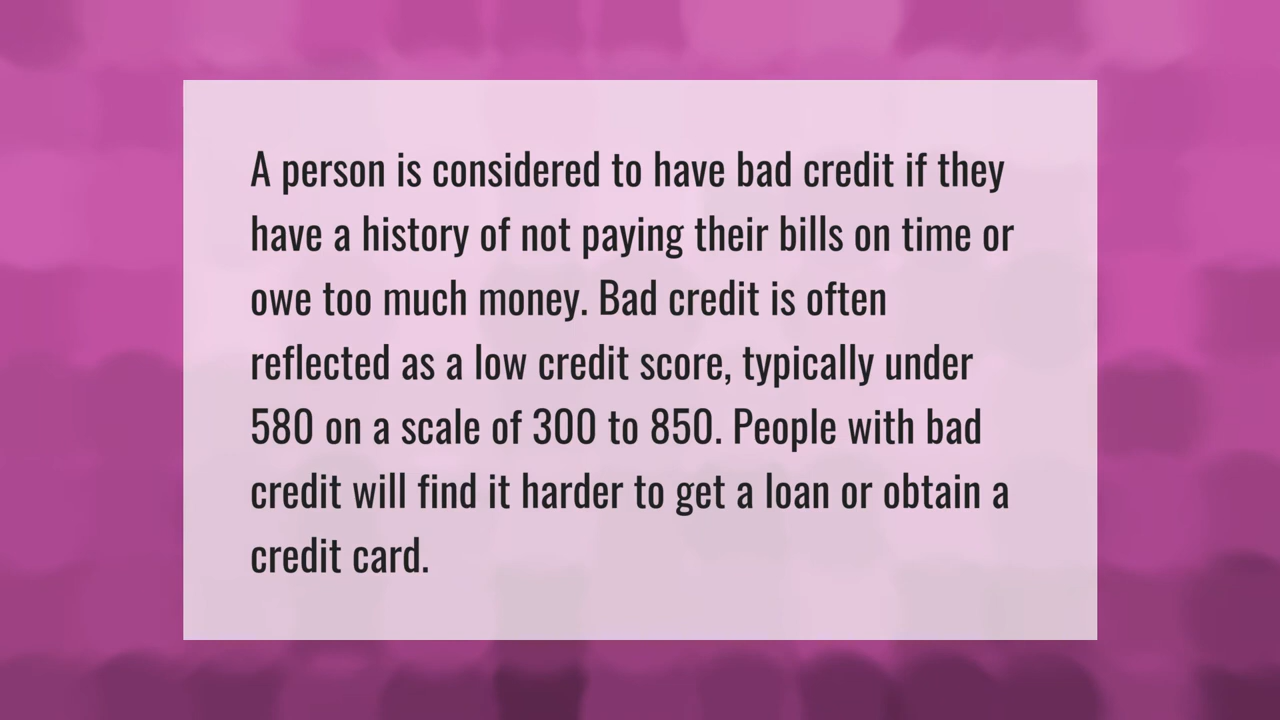 A person is considered to have bad credit if they
have a history of not paying their bills on time or
owe too much money. Bad credit is often
reflected as a low credit score, typically under
580 on a scale of 300 to 850. People with bad
credit will find it harder to get a loan or obtain a
credit card.